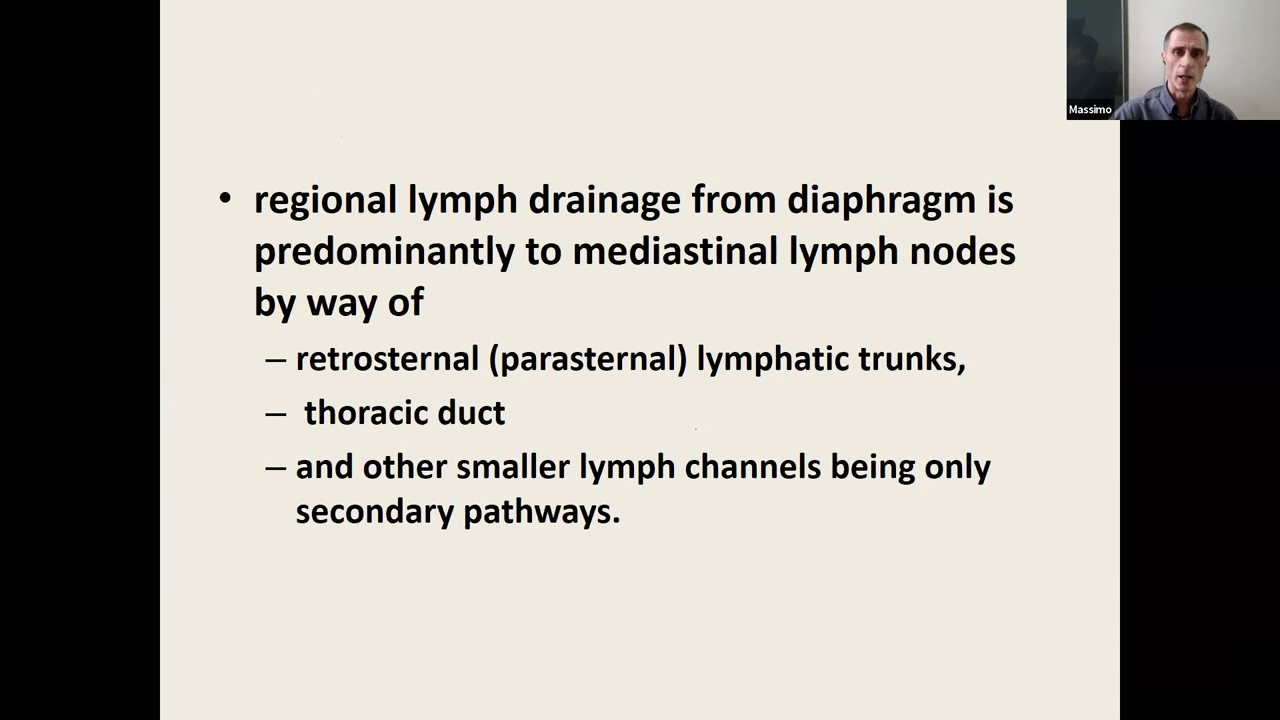 Massimo
• regional lymph drainage from diaphragm is
predominantly to mediastinal lymph nodes
by way of
– retrosternal (parasternal) lymphatic trunks,
– thoracic duct
– and other smaller lymph channels being only
secondary pathways.